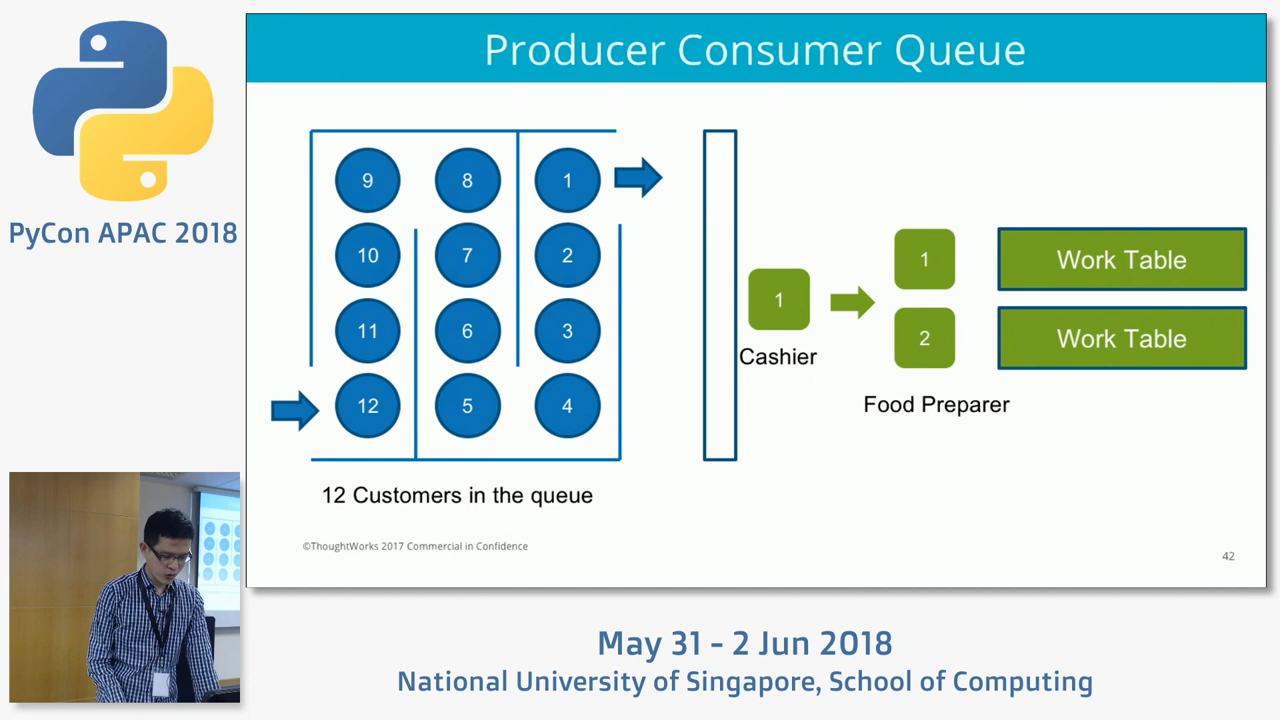 Producer Consumer Queue
PyCon APAC 2018
9 8 1
10 7 2
11 6 3
12 5 4
12 Customers in the queue
1
Cashier
1
2
Food Preparer
Work Table
Work Table
©ThoughtWorks 2017 Commercial in Confidence
42
May 31 - 2 Jun 2018
National University of Singapore, School of Computing